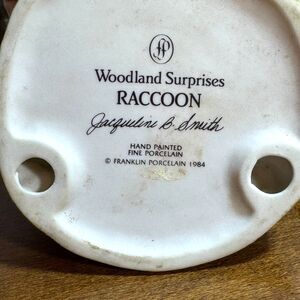 Woodland Surprises
RACCOON
Jacqueline B. Smith
HAND PAINTED
FINE PORCELAIN
© FRANKLIN PORCELAIN 1984